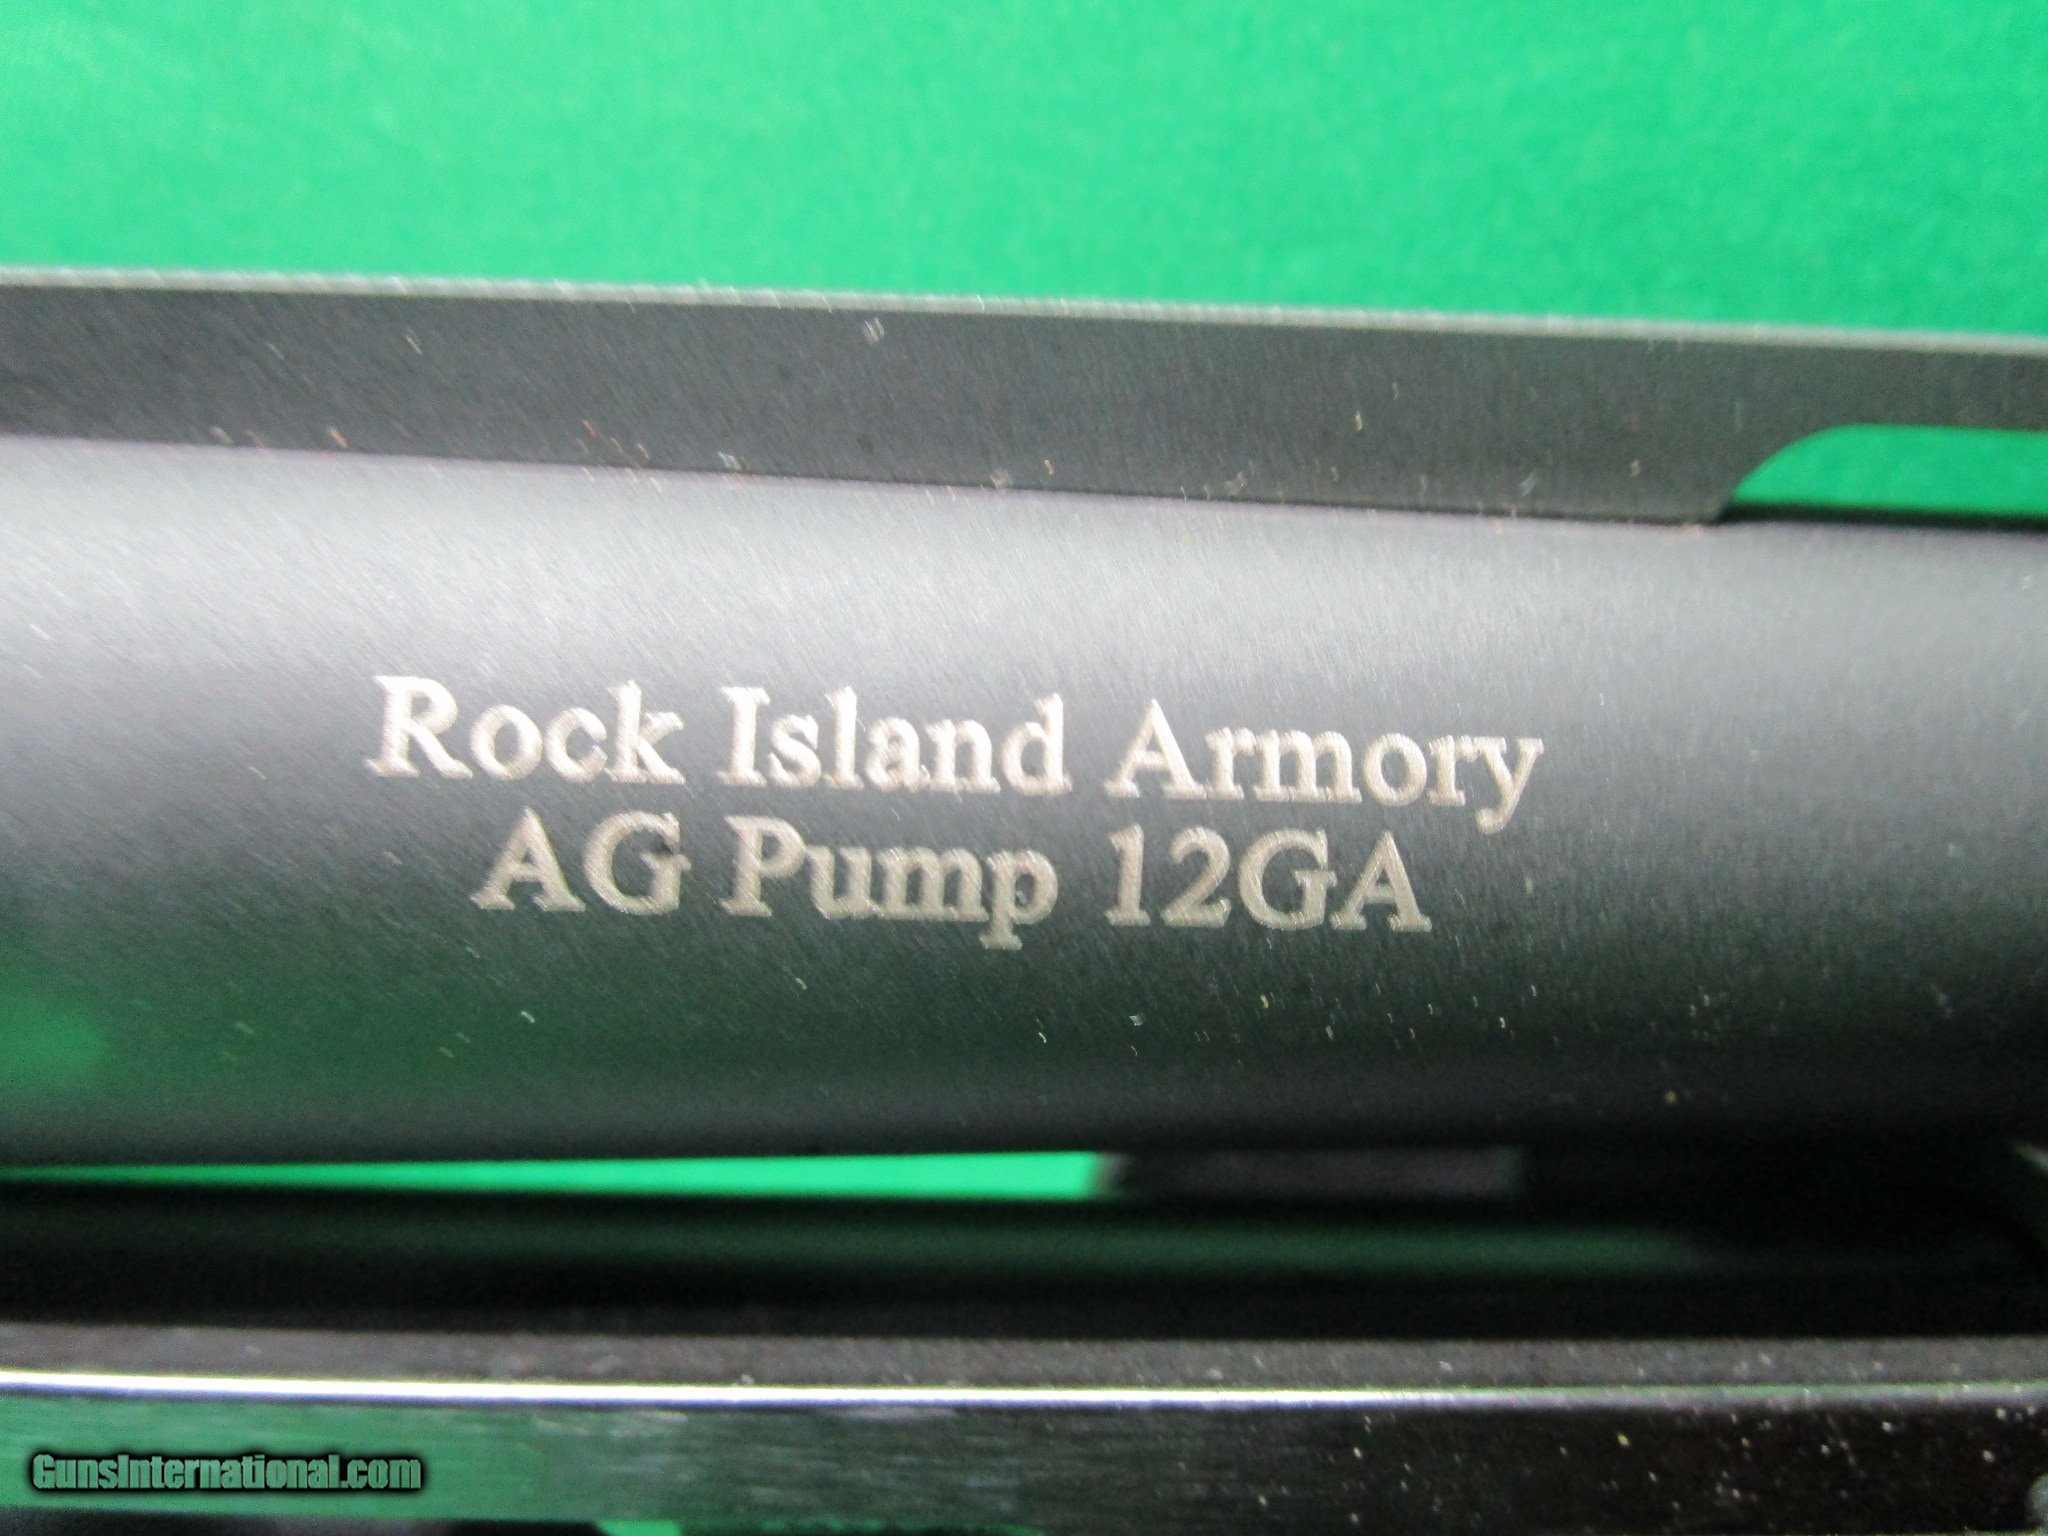 Rock Island Armory
AG Pump 12GA
GunsInternational.com